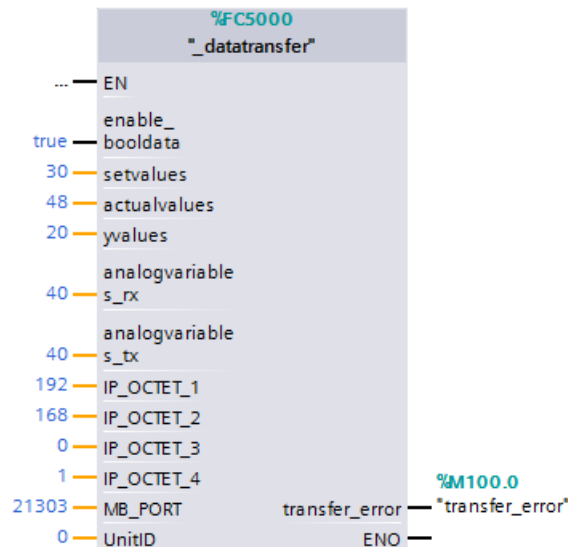 %FC5000
"_datatransfer"
... EN
enable_
true booldata
30 setvalues
48 actualvalues
20 yvalues
analogvariable
40 s_rx
analogvariable
40 s_tx
192 IP_OCTET_1
168 IP_OCTET_2
0 IP_OCTET_3
1 IP_OCTET_4
%M100.0
21303 MB_PORT transfer_error "transfer_error"
0 UnitID ENO